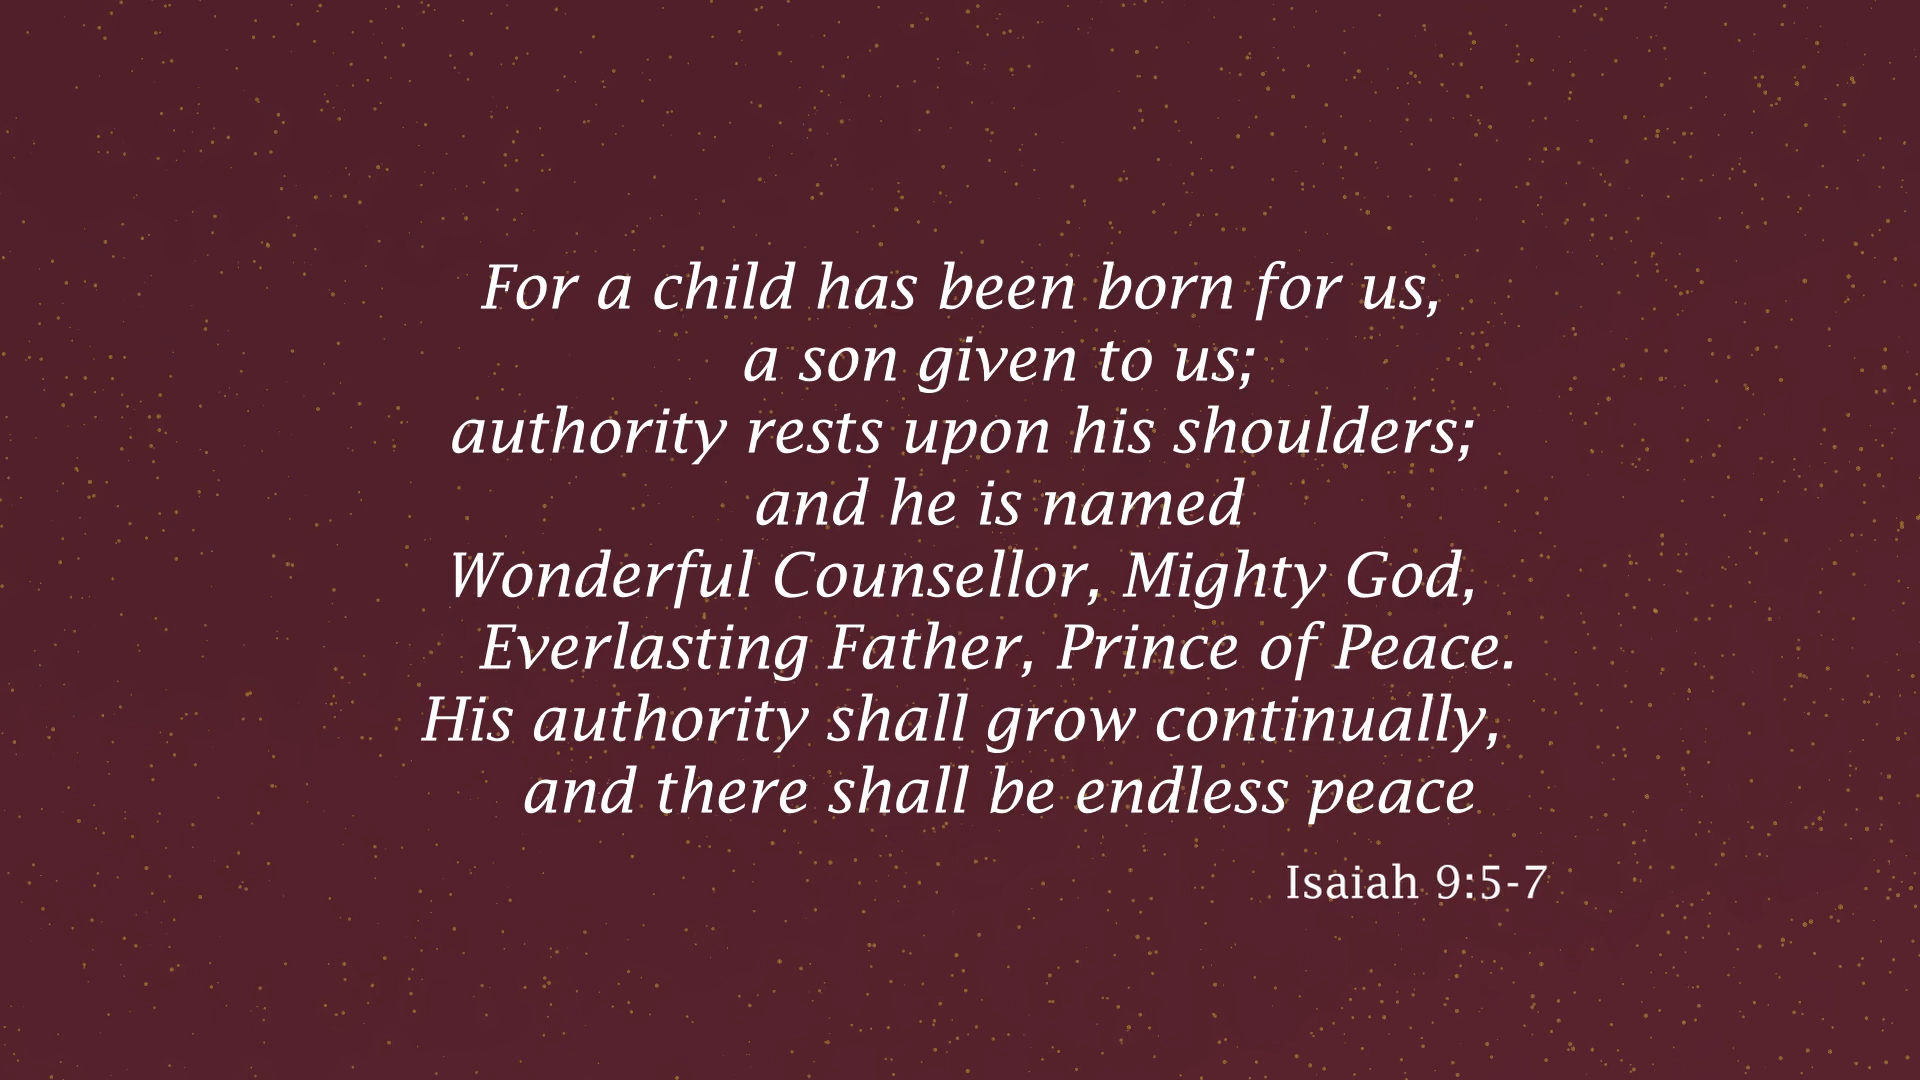 For a child has been born for us,
a son given to us;
authority rests upon his shoulders;
and he is named
Wonderful Counsellor, Mighty God,
Everlasting Father, Prince of Peace.
His authority shall grow continually,
and there shall be endless peace
Isaiah 9:5-7